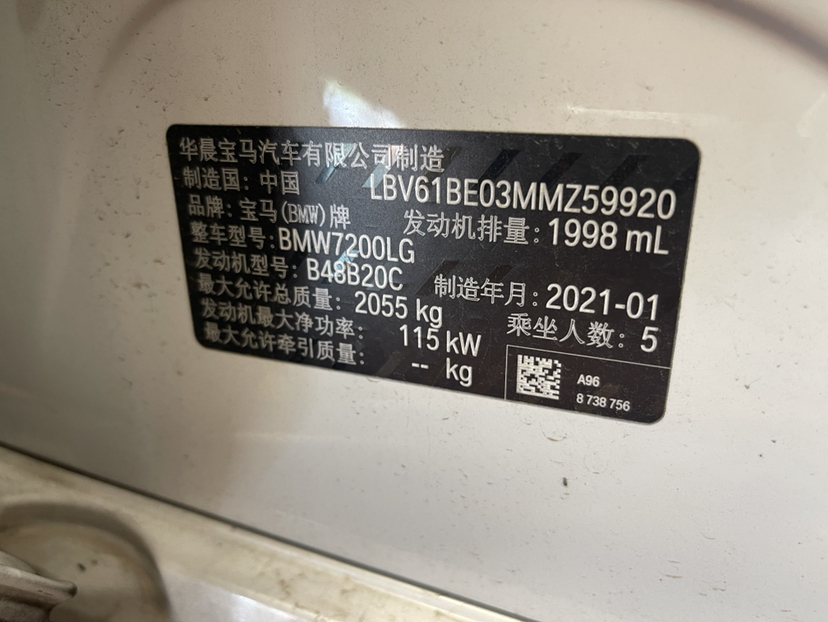 华晨宝马汽车有限公司制造
制造国: 中国 LBV61BE03MMZ59920
品牌: 宝马(BMW)牌 发动机排量: 1998 mL
整车型号: BMW7200LG
发动机型号: B48B20C 制造年月: 2021-01
最大允许总质量: 2055 kg 乘坐人数: 5
发动机最大净功率: 115 kW
最大允许牵引质量: -- kg
A96
8 738 756